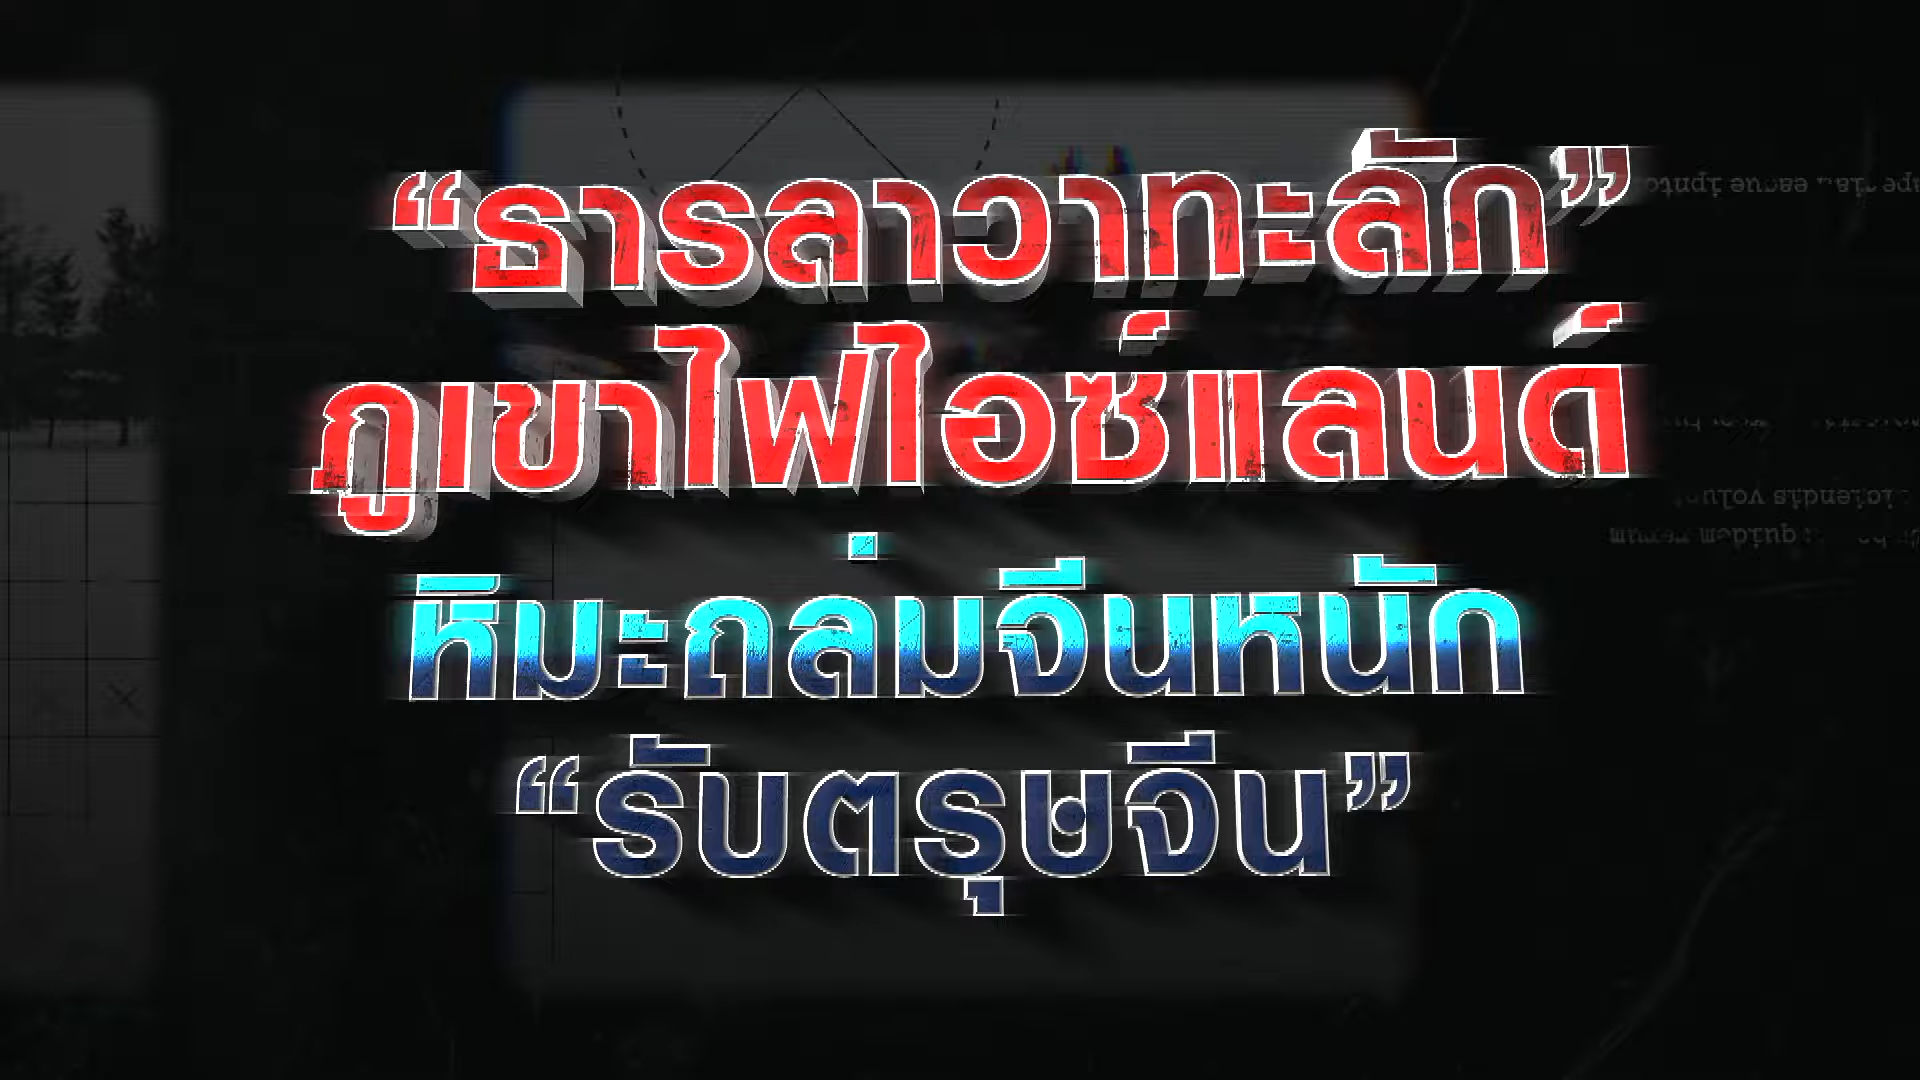 “ธารลาวาทะลัก”
ภูเขาไฟไอซ์แลนด์
หิมะถล่มจีนหนัก
“รับตรุษจีน”